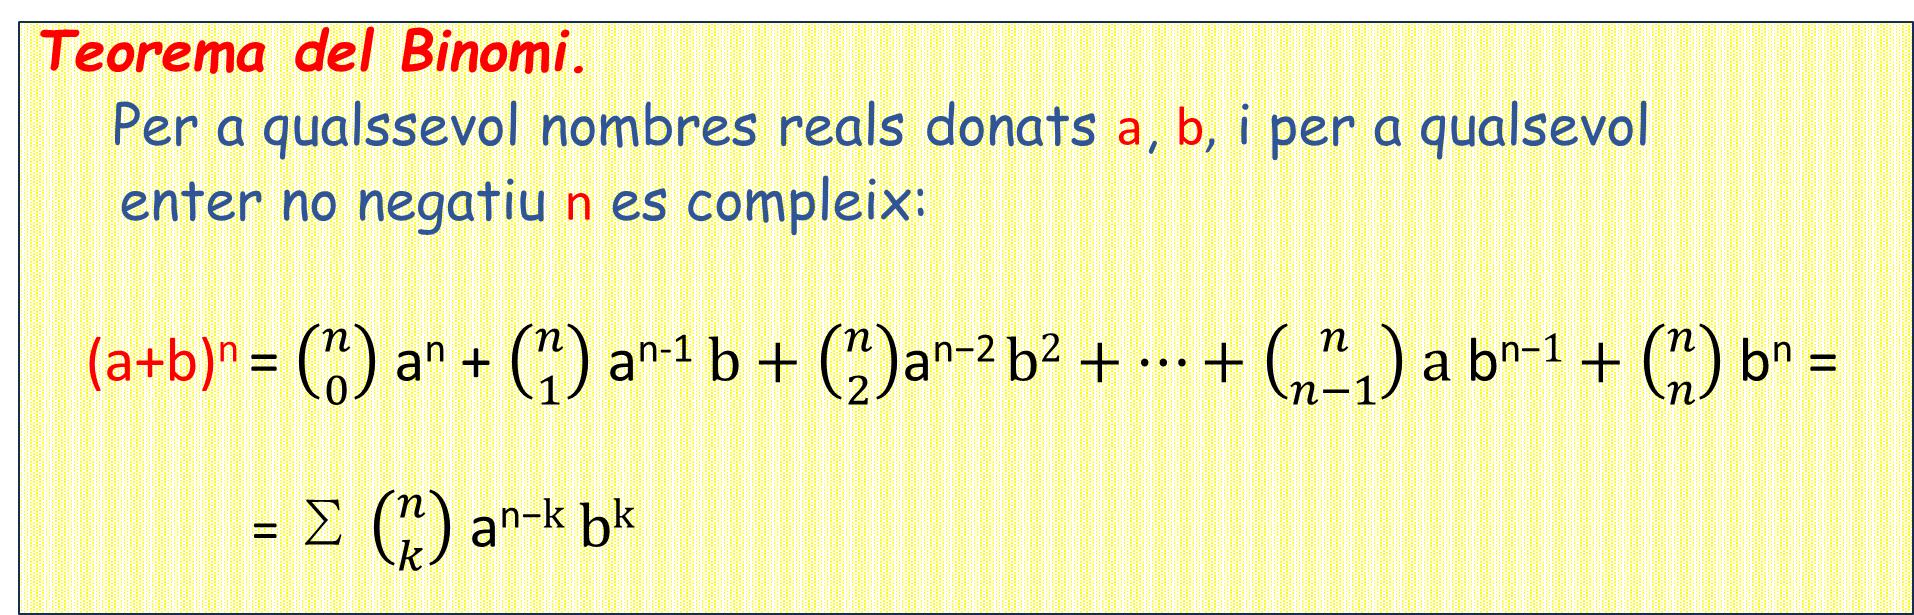 Teorema del Binomi.
Per a qualssevol nombres reals donats a, b, i per a qualsevol
enter no negatiu n es compleix:
(a+b)ⁿ = (n 0) aⁿ + (n 1) aⁿ⁻¹ b + (n 2)aⁿ⁻² b² + ⋯ + (n n−1) a bⁿ⁻¹ + (n n) bⁿ =
= ∑ (n k) aⁿ⁻ᵏ bᵏ